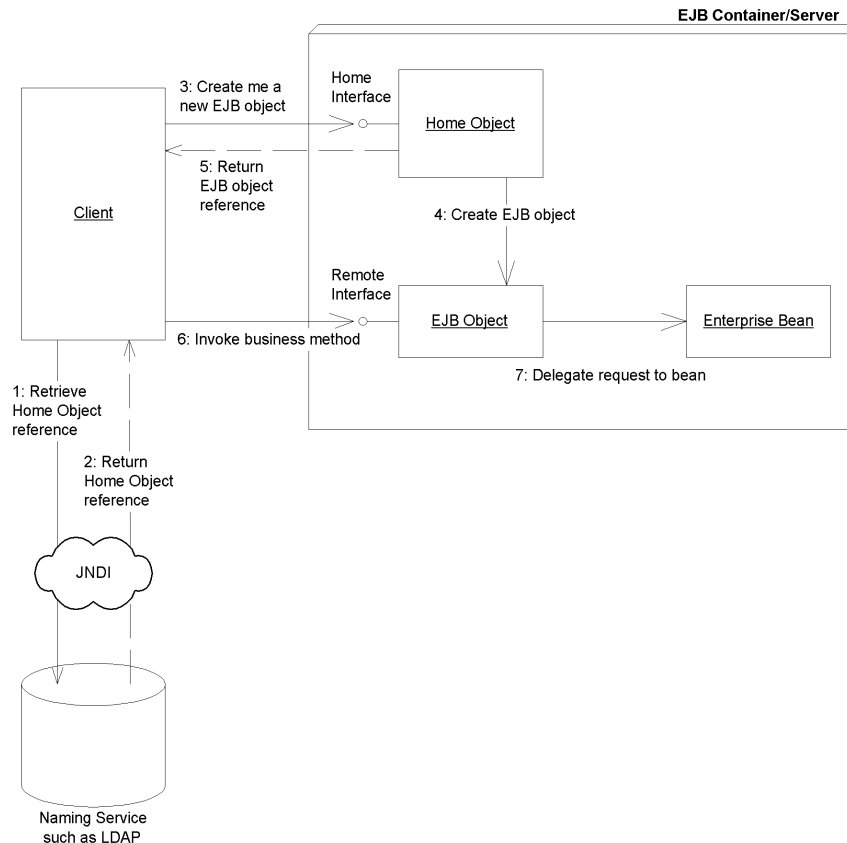 EJB Container/Server
3: Create me a
new EJB object
Home
Interface
Home Object
5: Return
EJB object
reference
Client
4: Create EJB object
Remote
Interface
EJB Object
Enterprise Bean
6: Invoke business method
7: Delegate request to bean
1: Retrieve
Home Object
reference
2: Return
Home Object
reference
JNDI
Naming Service
such as LDAP